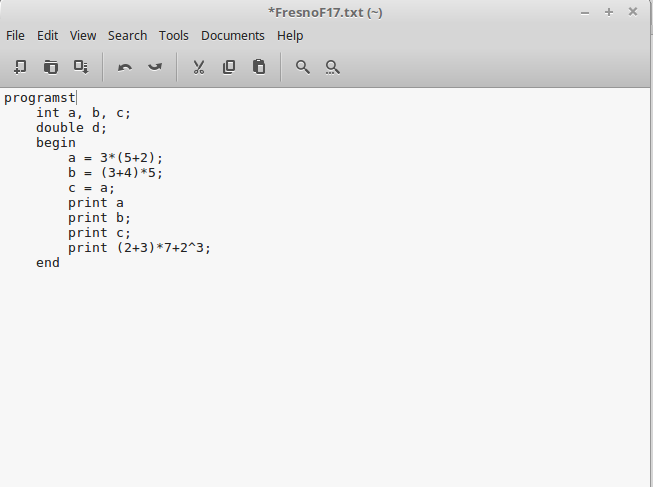 *FresnoF17.txt (~)
File Edit View Search Tools Documents Help
programst
int a, b, c;
double d;
begin
a = 3*(5+2);
b = (3+4)*5;
c = a;
print a
print b;
print c;
print (2+3)*7+2^3;
end